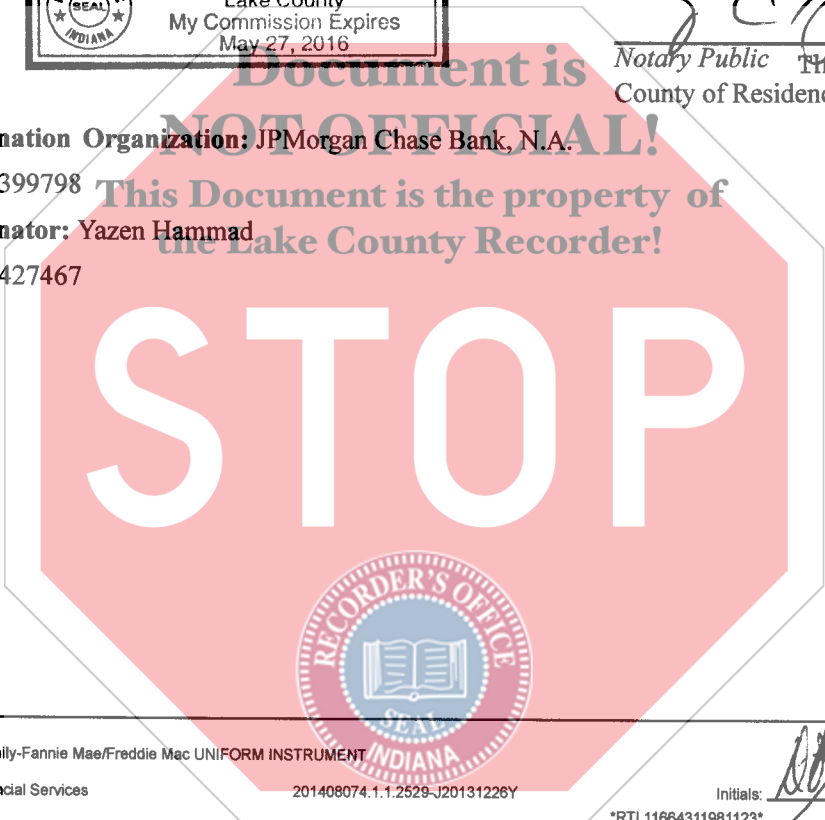 SEAL
INDIANA
Lake County
My Commission Expires
May 27, 2016
Notary Public
County of Residen
Document is
NOT OFFICIAL!
This Document is the property of
the Lake County Recorder!
nation Organization: JPMorgan Chase Bank, N.A.
399798
nator: Yazen Hammad
427467
STOP
RECORDER'S OFFICE
SEAL
INDIANA
ily-Fannie Mae/Freddie Mac UNIFORM INSTRUMENT
cial Services
201408074.1.1.2529-J20131226Y
Initials:
*RTL11664311981123*